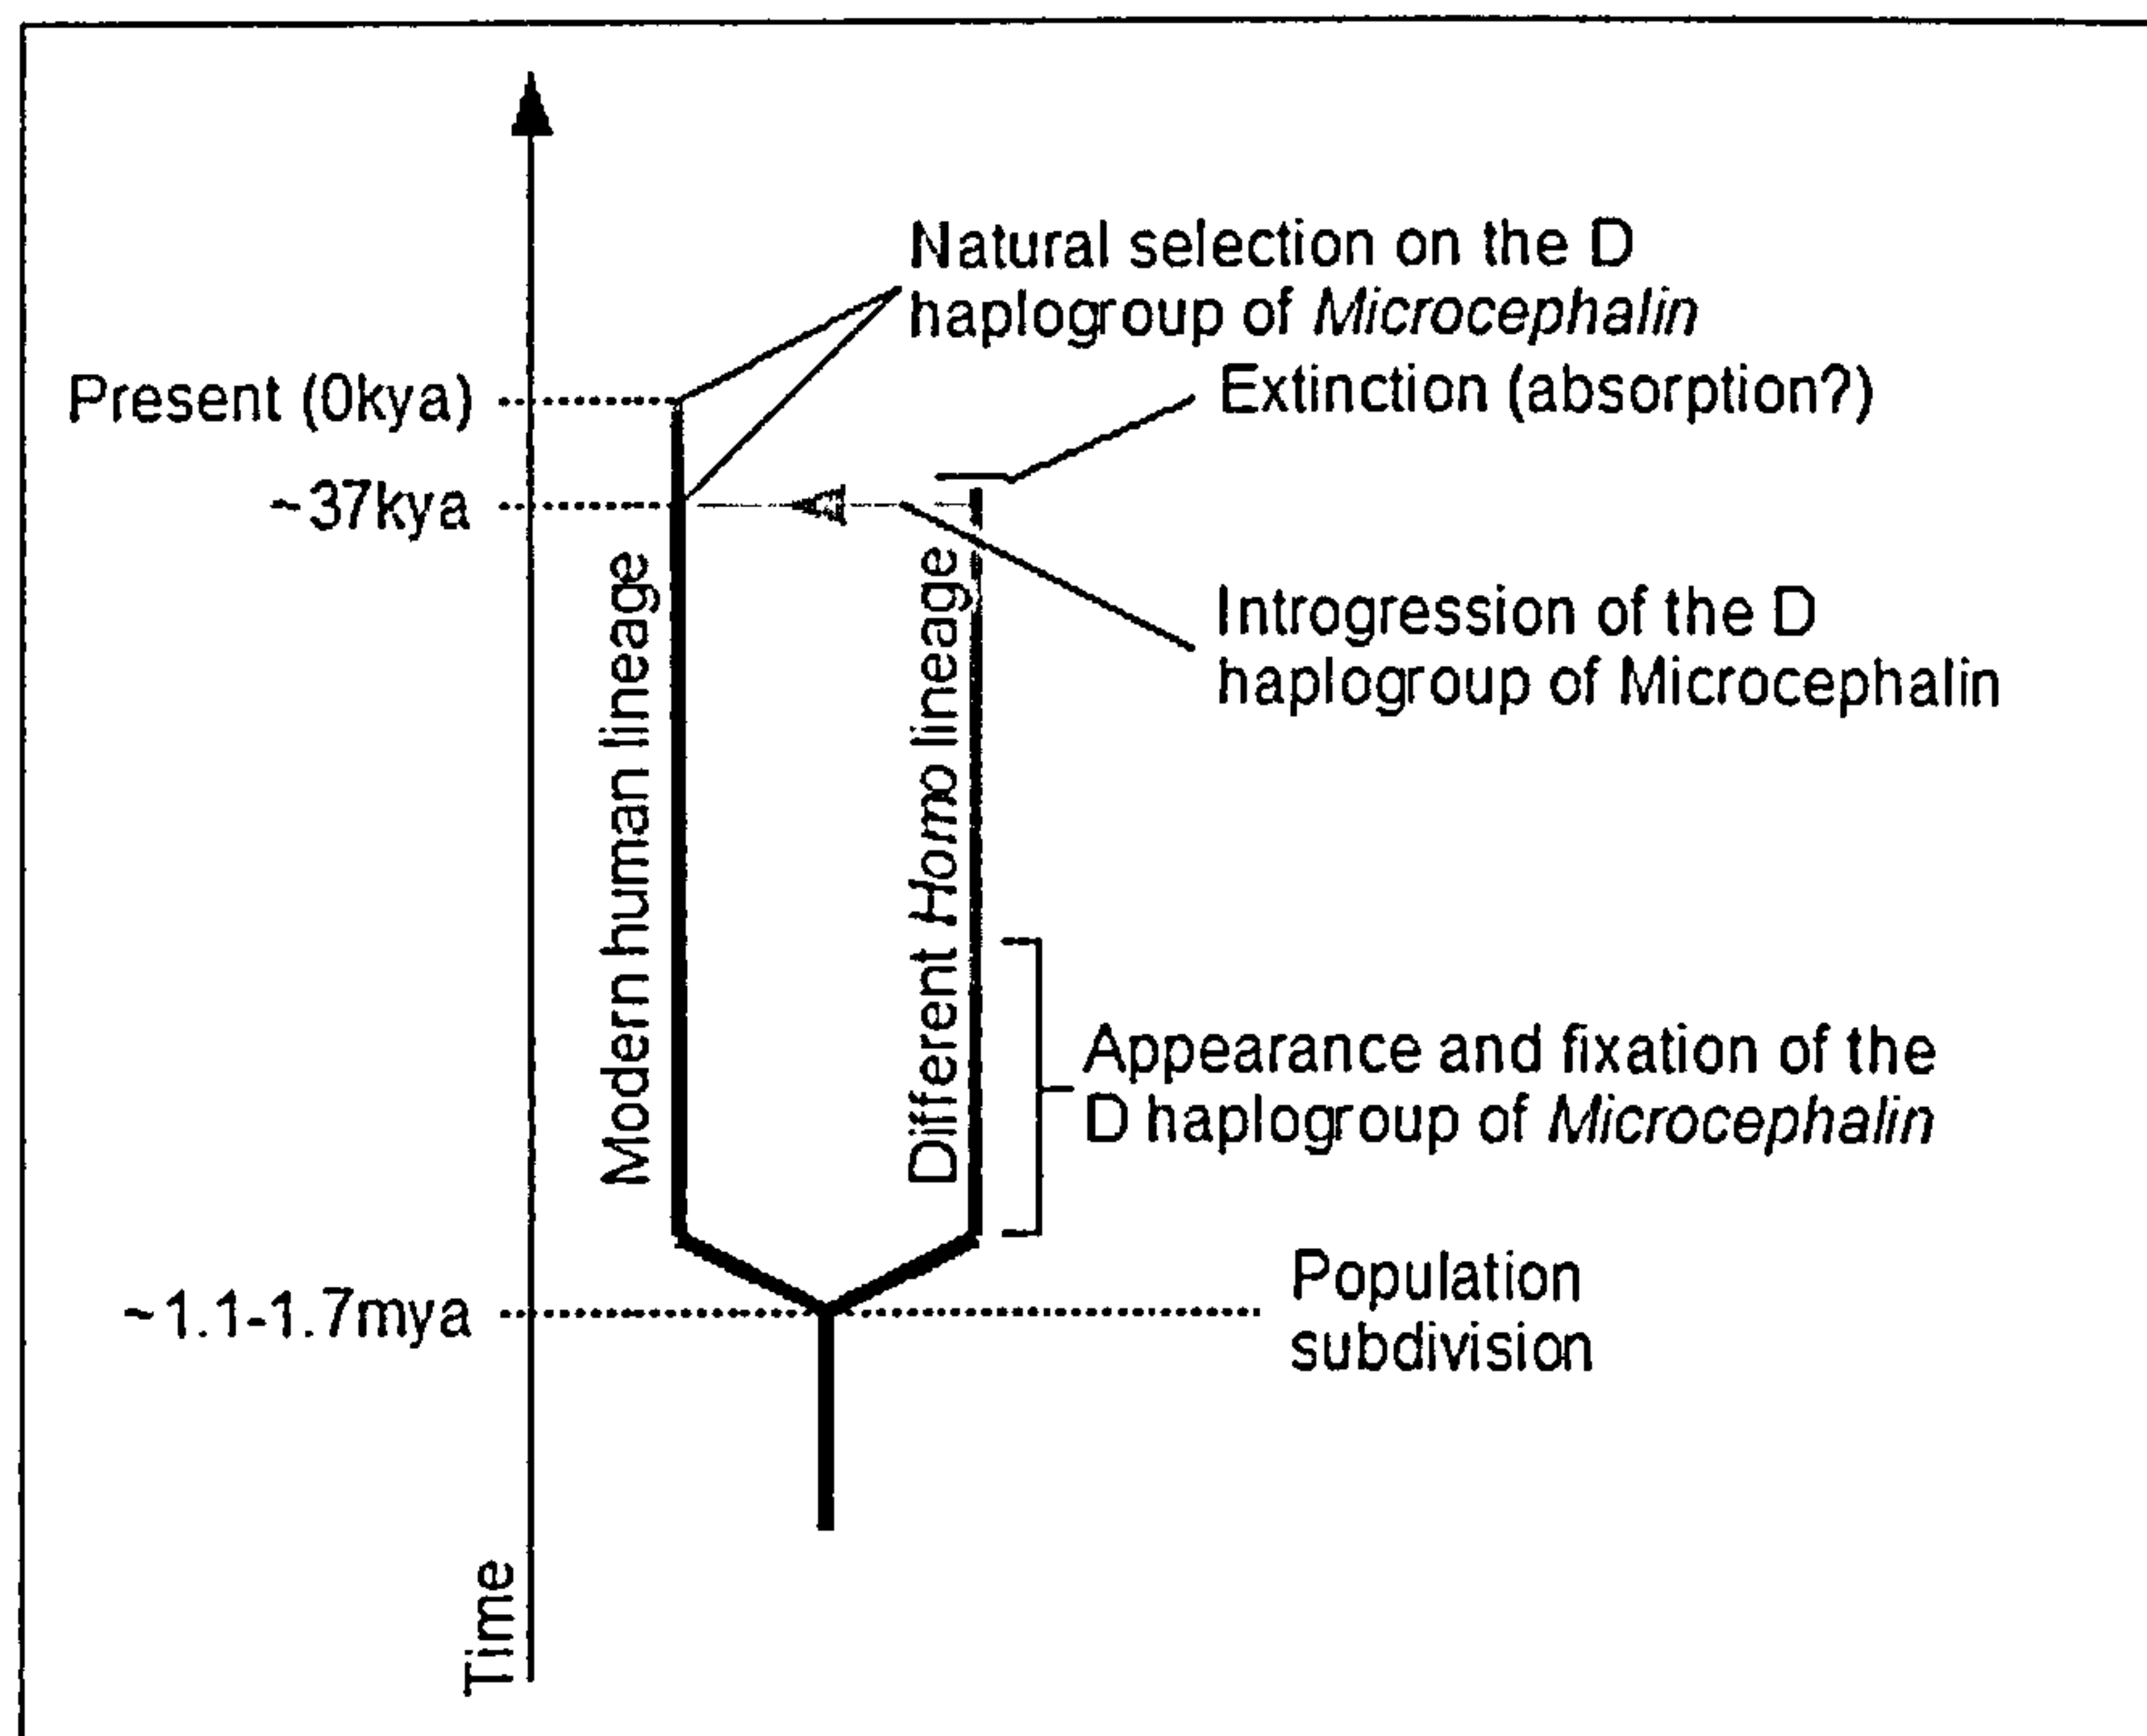 Natural selection on the D
haplogroup of Microcephalin
Present (0kya)
Extinction (absorption?)
~37kya
Introgression of the D
haplogroup of Microcephalin
Modern human lineage
Different Homo lineage
Appearance and fixation of the
D haplogroup of Microcephalin
~1.1-1.7mya
Population
subdivision
Time